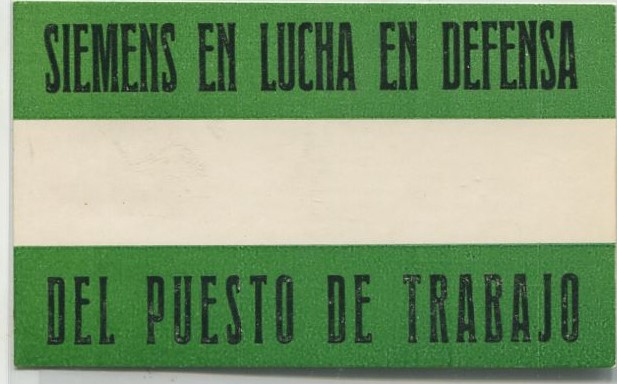 SIEMENS EN LUCHA EN DEFENSA
DEL PUESTO DE TRABAJO